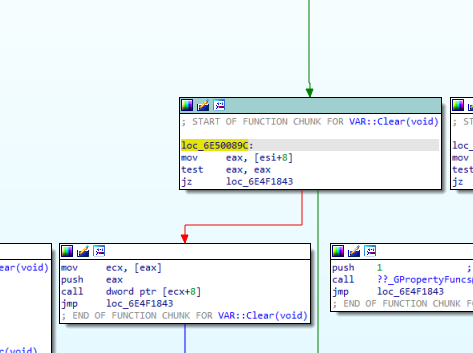 ; START OF FUNCTION CHUNK FOR VAR::Clear(void)
loc_6E50089C:
mov     eax, [esi+8]
test    eax, eax
jz      loc_6E4F1843
; ST
loc_
mov
test
jz
ear(void)
(void)
mov     ecx, [eax]
push    eax
call    dword ptr [ecx+8]
jmp     loc_6E4F1843
; END OF FUNCTION CHUNK FOR VAR::Clear(void)
push    1               ;
call    ??_GPropertyFuncs
jmp     loc_6E4F1843
; END OF FUNCTION CHUNK F